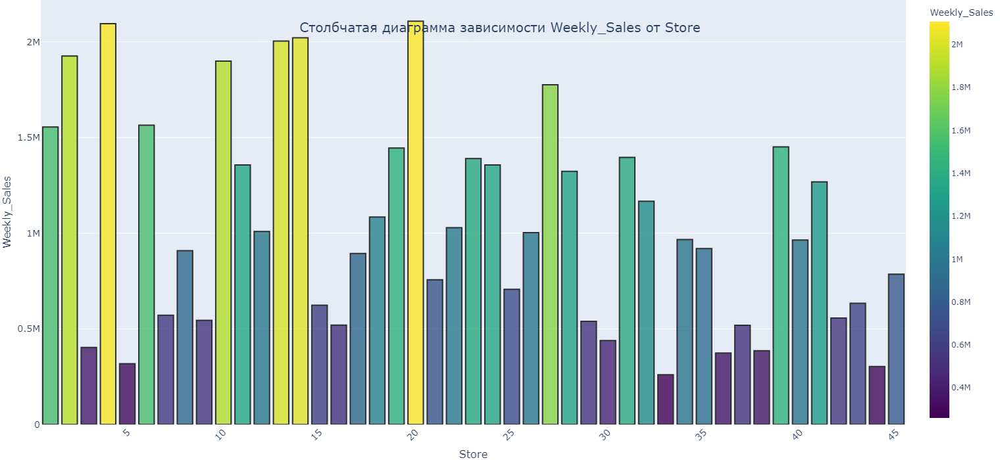 Столбчатая диаграмма зависимости Weekly_Sales от Store
Weekly_Sales
2M
1.5M
1M
0.5M
0
5
10
15
20
25
30
35
40
45
Store
Weekly_Sales
2M
1.8M
1.6M
1.4M
1.2M
1M
0.8M
0.6M
0.4M